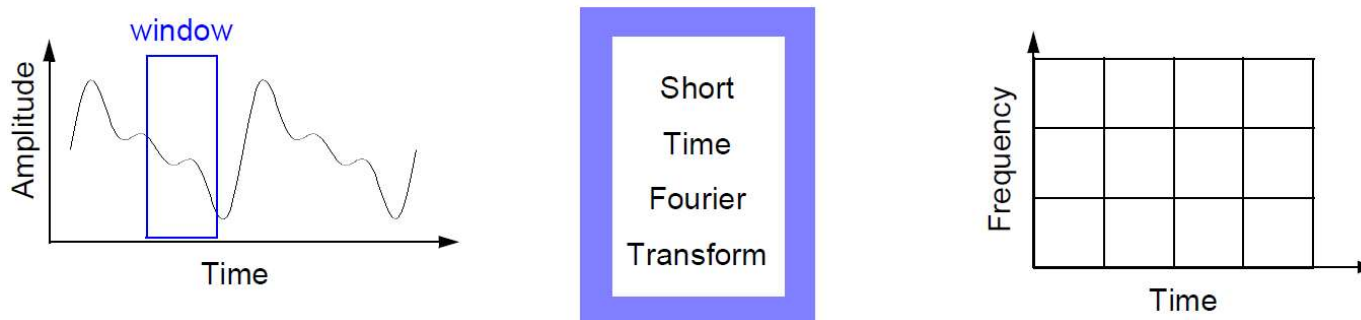 window
Amplitude
Time
Short
Time
Fourier
Transform
Frequency
Time